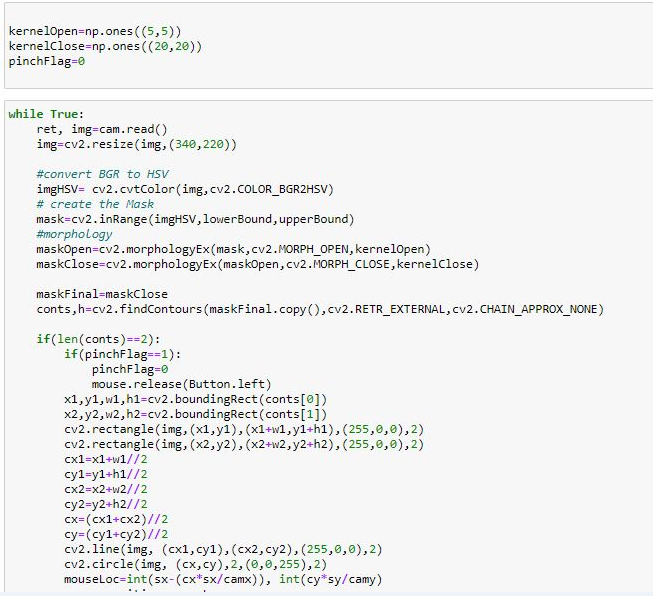 kernelOpen=np.ones((5,5))
kernelClose=np.ones((20,20))
pinchFlag=0
while True:
    ret, img=cam.read()
    img=cv2.resize(img,(340,220))
    #convert BGR to HSV
    imgHSV= cv2.cvtColor(img,cv2.COLOR_BGR2HSV)
    # create the Mask
    mask=cv2.inRange(imgHSV,lowerBound,upperBound)
    #morphology
    maskOpen=cv2.morphologyEx(mask,cv2.MORPH_OPEN,kernelOpen)
    maskClose=cv2.morphologyEx(maskOpen,cv2.MORPH_CLOSE,kernelClose)
    maskFinal=maskClose
    conts,h=cv2.findContours(maskFinal.copy(),cv2.RETR_EXTERNAL,cv2.CHAIN_APPROX_NONE)
    if(len(conts)==2):
        if(pinchFlag==1):
            pinchFlag=0
            mouse.release(Button.left)
        x1,y1,w1,h1=cv2.boundingRect(conts[0])
        x2,y2,w2,h2=cv2.boundingRect(conts[1])
        cv2.rectangle(img,(x1,y1),(x1+w1,y1+h1),(255,0,0),2)
        cv2.rectangle(img,(x2,y2),(x2+w2,y2+h2),(255,0,0),2)
        cx1=x1+w1//2
        cy1=y1+h1//2
        cx2=x2+w2//2
        cy2=y2+h2//2
        cx=(cx1+cx2)//2
        cy=(cy1+cy2)//2
        cv2.line(img, (cx1,cy1),(cx2,cy2),(255,0,0),2)
        cv2.circle(img, (cx,cy),2,(0,0,255),2)
        mouseLoc=int(sx-(cx*sx/camx)), int(cy*sy/camy)